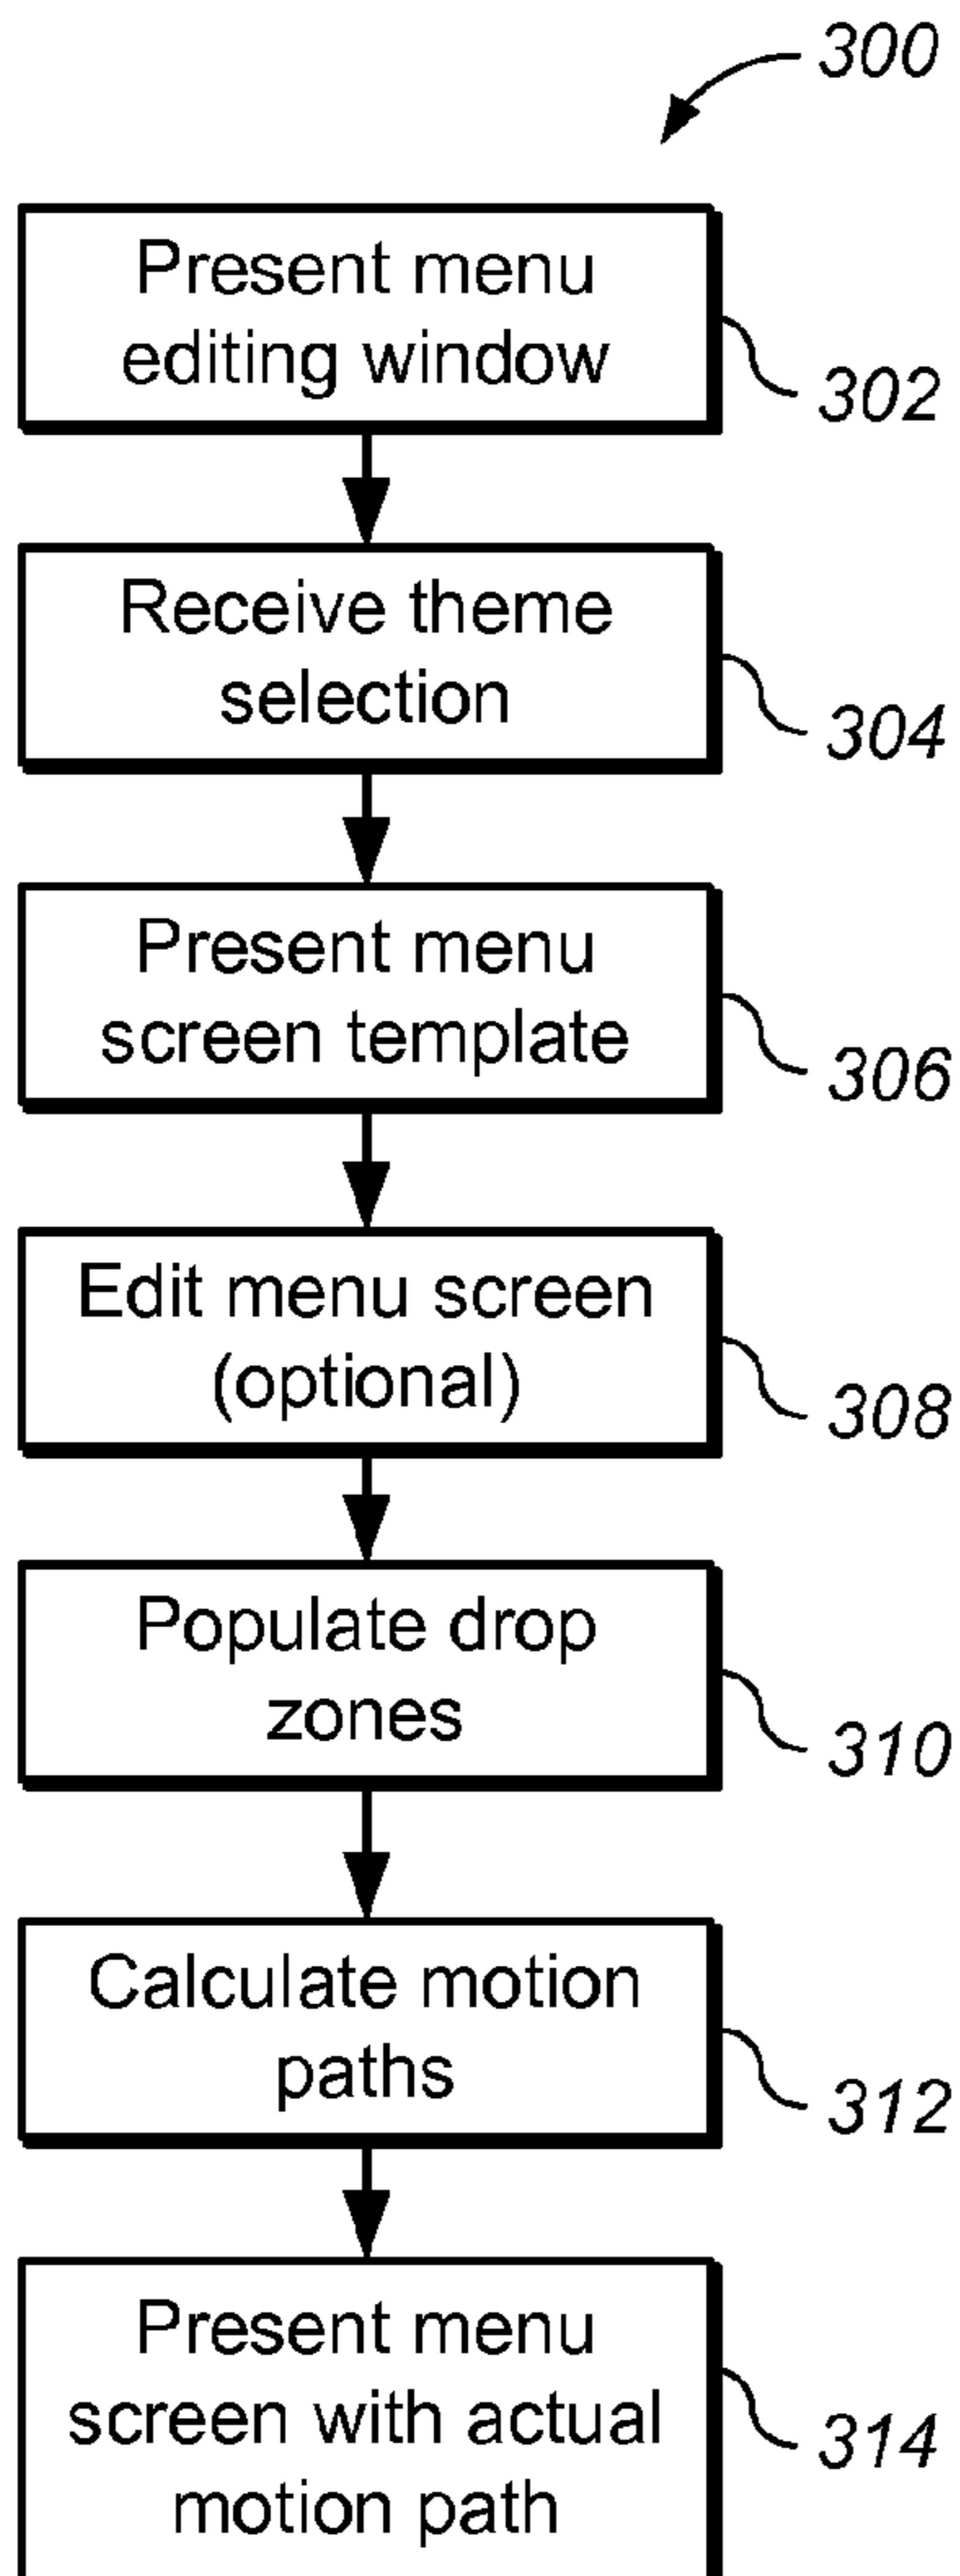 300
Present menu
editing window
302
Receive theme
selection
304
Present menu
screen template
306
Edit menu screen
(optional)
308
Populate drop
zones
310
Calculate motion
paths
312
Present menu
screen with actual
motion path
314